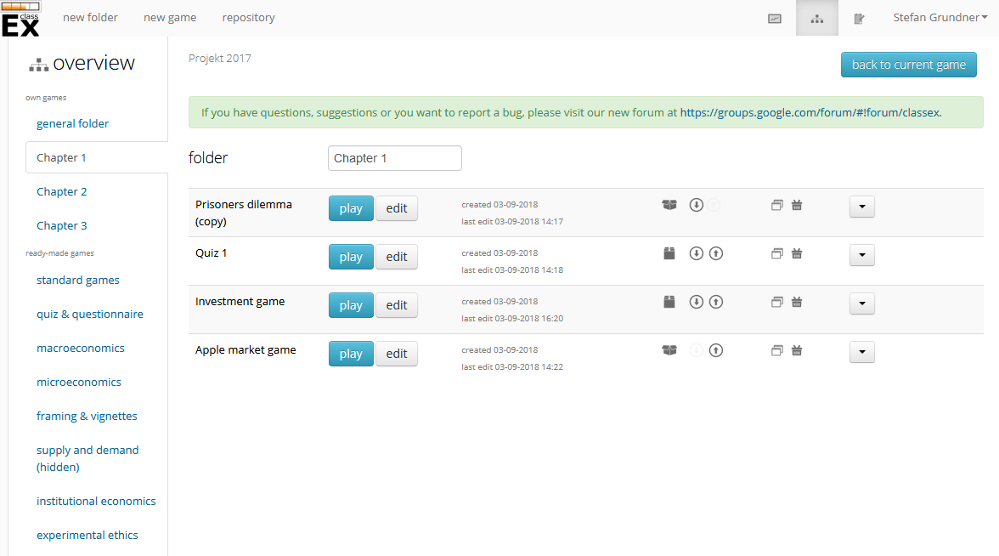 class
Ex
new folder
new game
repository
Stefan Grundner
overview
own games
general folder
Chapter 1
Chapter 2
Chapter 3
ready-made games
standard games
quiz & questionnaire
macroeconomics
microeconomics
framing & vignettes
supply and demand
(hidden)
institutional economics
experimental ethics
Projekt 2017
back to current game
If you have questions, suggestions or you want to report a bug, please visit our new forum at https://groups.google.com/forum/#!forum/classex.
folder
Chapter 1
Prisoners dilemma
(copy)
play
edit
created 03-09-2018
last edit 03-09-2018 14:17
Quiz 1
play
edit
created 03-09-2018
last edit 03-09-2018 14:18
Investment game
play
edit
created 03-09-2018
last edit 03-09-2018 16:20
Apple market game
play
edit
created 03-09-2018
last edit 03-09-2018 14:22